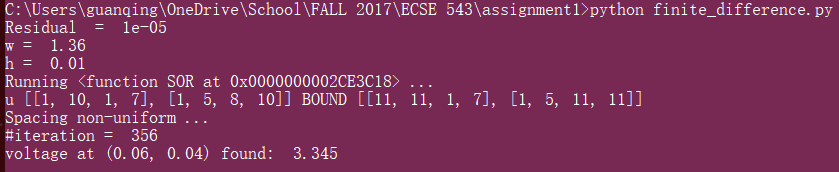 C:\Users\guanqing\OneDrive\School\FALL 2017\ECSE 543\assignment1>python finite_difference.py
Residual  =  1e-05
w =  1.36
h =  0.01
Running <function SOR at 0x0000000002CE3C18> ...
u [[1, 10, 1, 7], [1, 5, 8, 10]] BOUND [[11, 11, 1, 7], [1, 5, 11, 11]]
Spacing non-uniform ...
#iteration =  356
voltage at (0.06, 0.04) found:  3.345